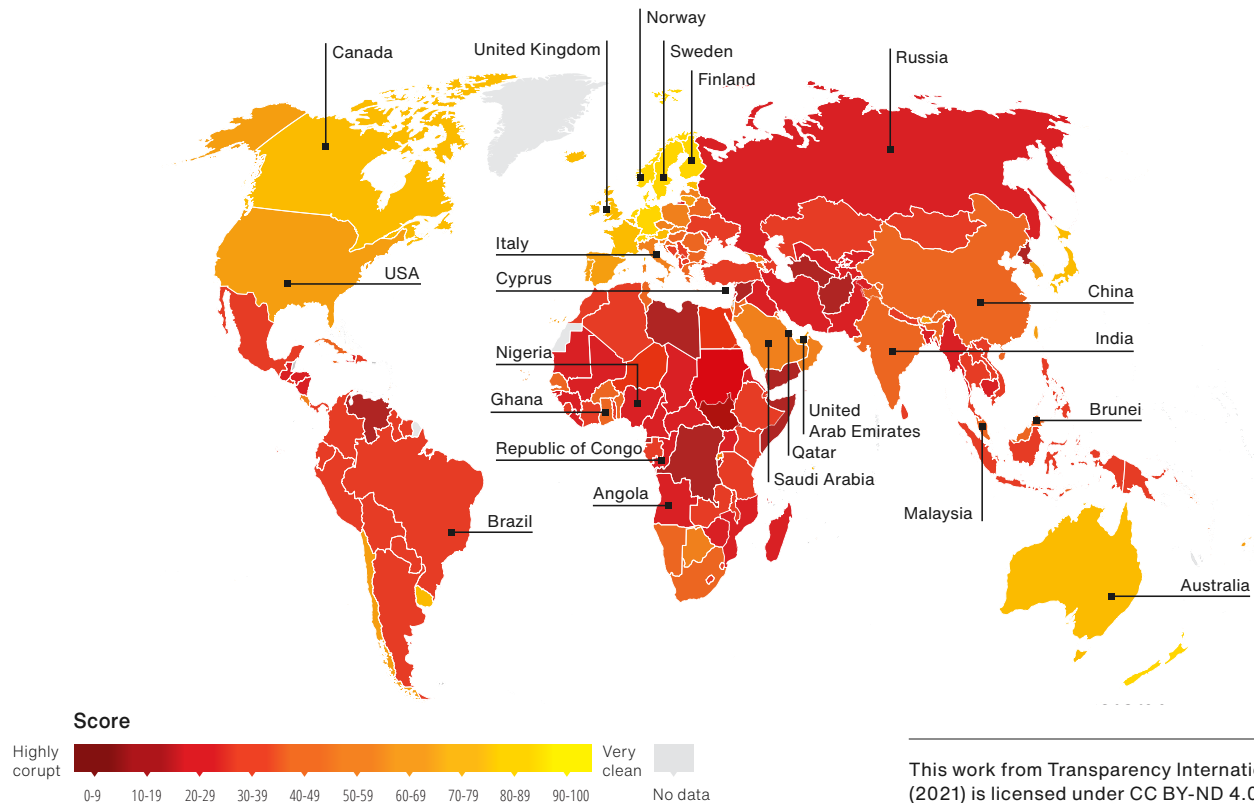 Norway
Canada
United Kingdom
Sweden
Russia
Finland
Italy
USA
Cyprus
China
Nigeria
India
Ghana
United
Arab Emirates
Brunei
Republic of Congo
Qatar
Saudi Arabia
Angola
Malaysia
Brazil
Australia
Score
Highly
corupt
Very
clean
0-9 10-19 20-29 30-39 40-49 50-59 60-69 70-79 80-89 90-100
No data
This work from Transparency Internatio
(2021) is licensed under CC BY-ND 4.0